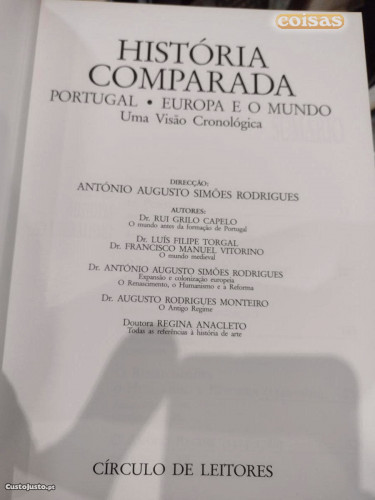 coisas
HISTÓRIA
COMPARADA
PORTUGAL • EUROPA E O MUNDO
Uma Visão Cronológica
DIRECÇÃO:
ANTÓNIO AUGUSTO SIMÕES RODRIGUES
AUTORES:
Dr. RUI GRILO CAPELO
O mundo antes da formação de Portugal
Dr. LUÍS FILIPE TORGAL
Dr. FRANCISCO MANUEL VITORINO
O mundo medieval
Dr. ANTÓNIO AUGUSTO SIMÕES RODRIGUES
Expansão e colonização europeia
O Renascimento, o Humanismo e a Reforma
Dr. AUGUSTO RODRIGUES MONTEIRO
O Antigo Regime
Doutora REGINA ANACLETO
Todas as referências à história de arte
CÍRCULO DE LEITORES
CustoJusto.pt